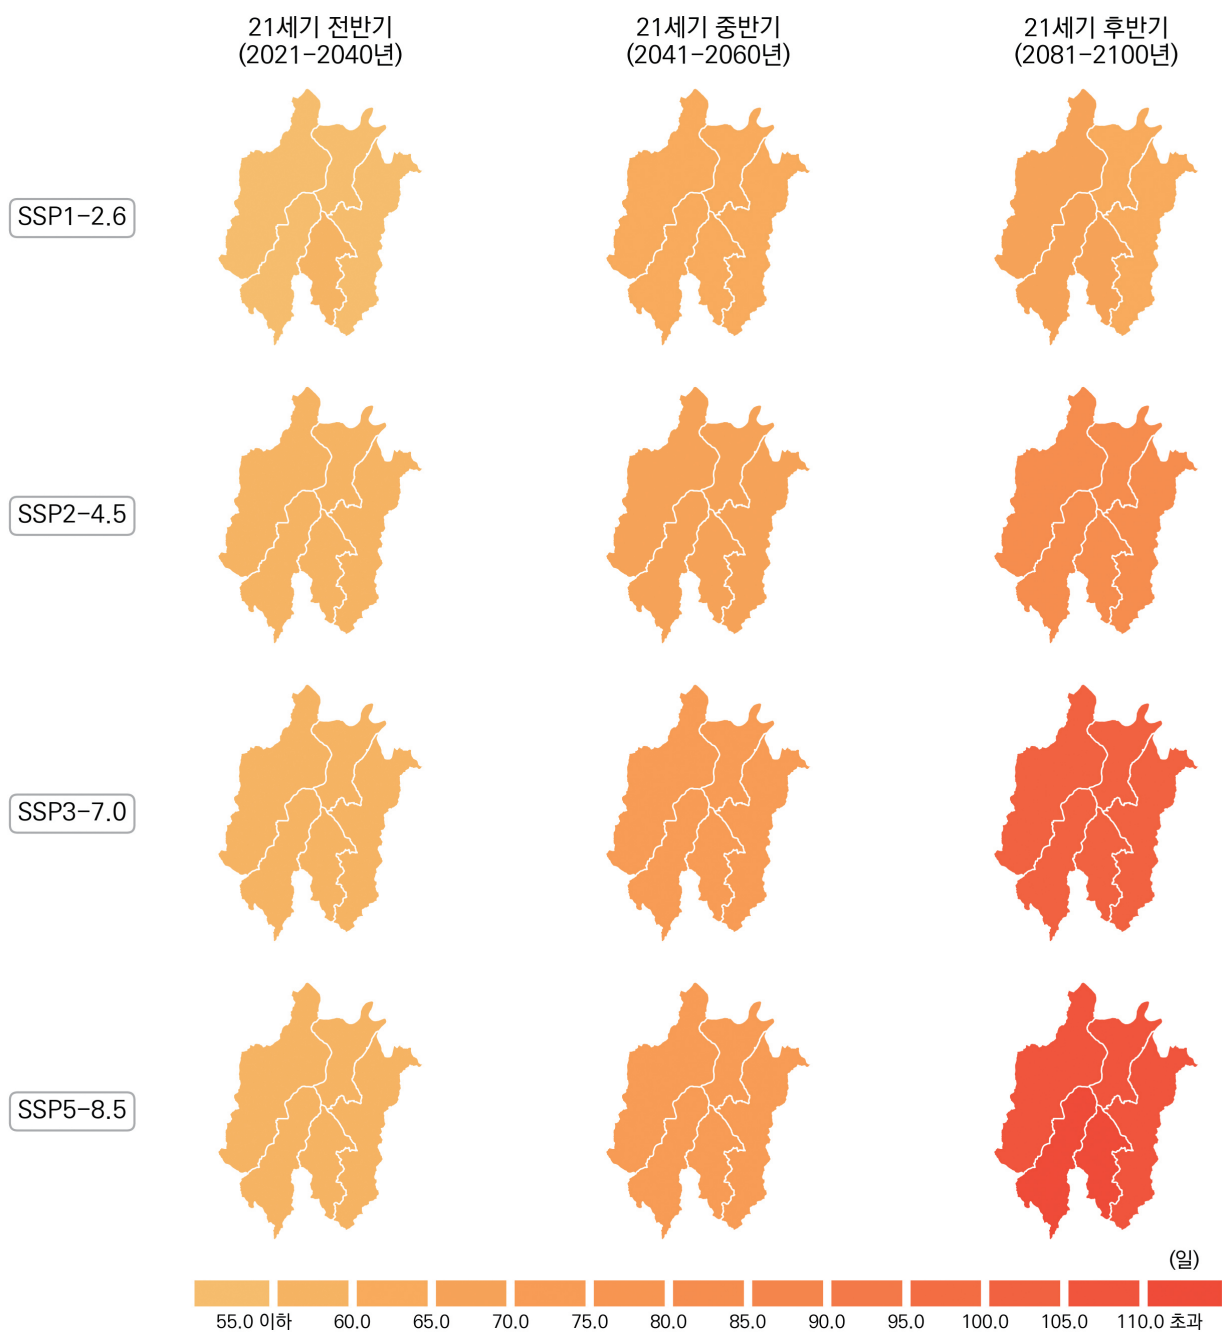 21세기 전반기
(2021-2040년)
21세기 중반기
(2041-2060년)
21세기 후반기
(2081-2100년)
SSP1-2.6
SSP2-4.5
SSP3-7.0
SSP5-8.5
(일)
55.0 이하 60.0 65.0 70.0 75.0 80.0 85.0 90.0 95.0 100.0 105.0 110.0 초과